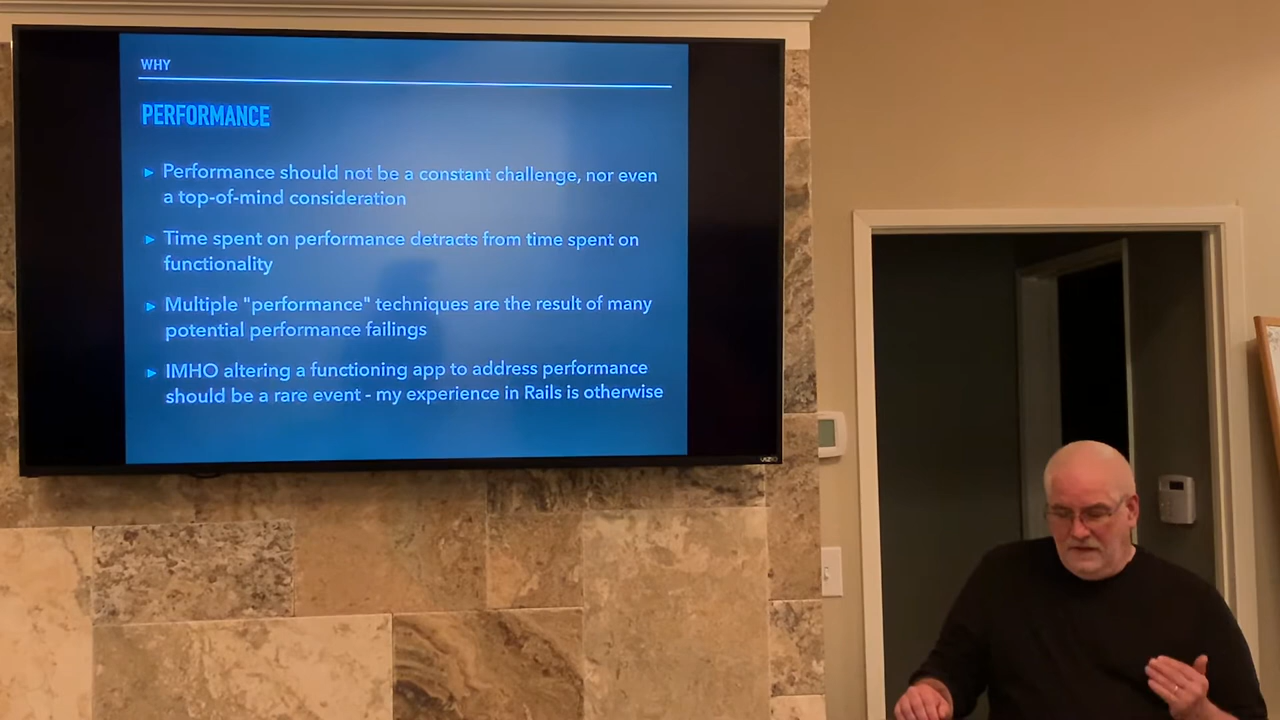 WHY
PERFORMANCE
▸ Performance should not be a constant challenge, nor even
a top-of-mind consideration
▸ Time spent on performance detracts from time spent on
functionality
▸ Multiple "performance" techniques are the result of many
potential performance failings
▸ IMHO altering a functioning app to address performance
should be a rare event - my experience in Rails is otherwise
VIZIO